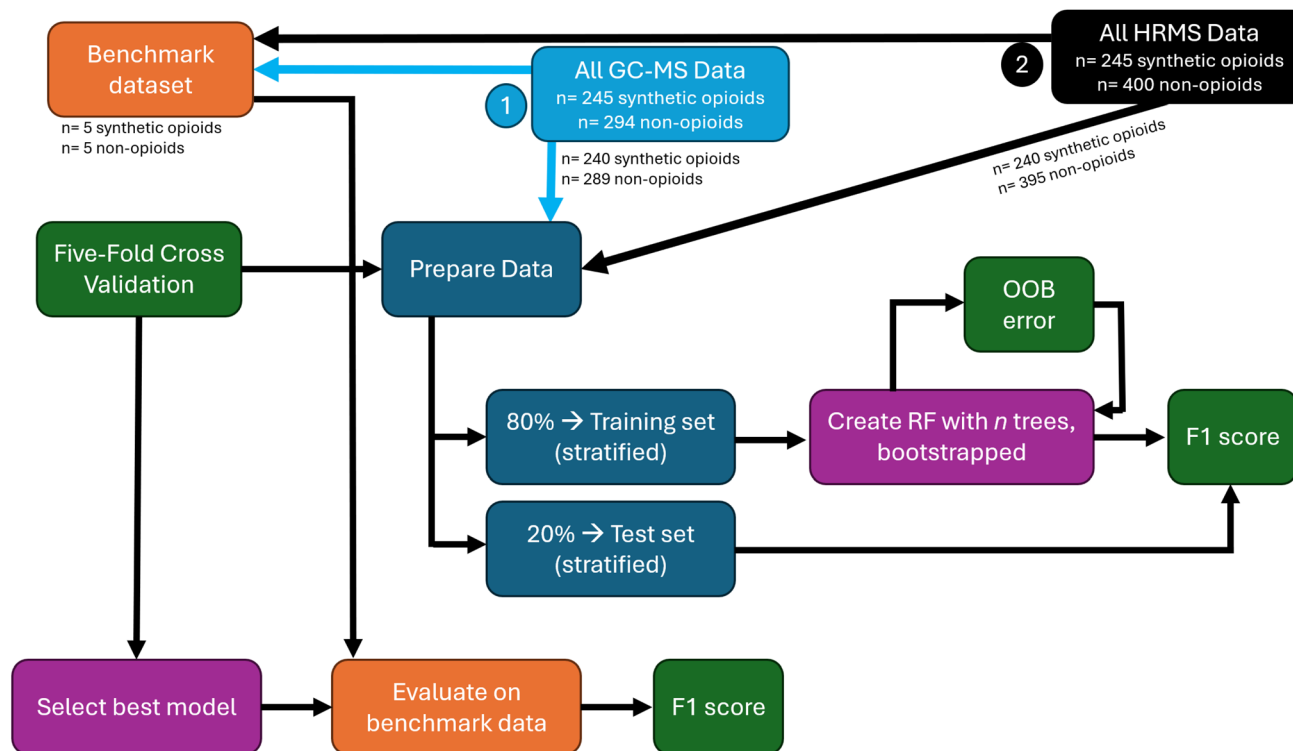 Benchmark
dataset
n= 5 synthetic opioids
n= 5 non-opioids
1
All GC-MS Data
n= 245 synthetic opioids
n= 294 non-opioids
n= 240 synthetic opioids
n= 289 non-opioids
2
All HRMS Data
n= 245 synthetic opioids
n= 400 non-opioids
n= 240 synthetic opioids
n= 395 non-opioids
Five-Fold Cross
Validation
Prepare Data
OOB
error
80% → Training set
(stratified)
Create RF with n trees,
bootstrapped
F1 score
20% → Test set
(stratified)
Select best model
Evaluate on
benchmark data
F1 score